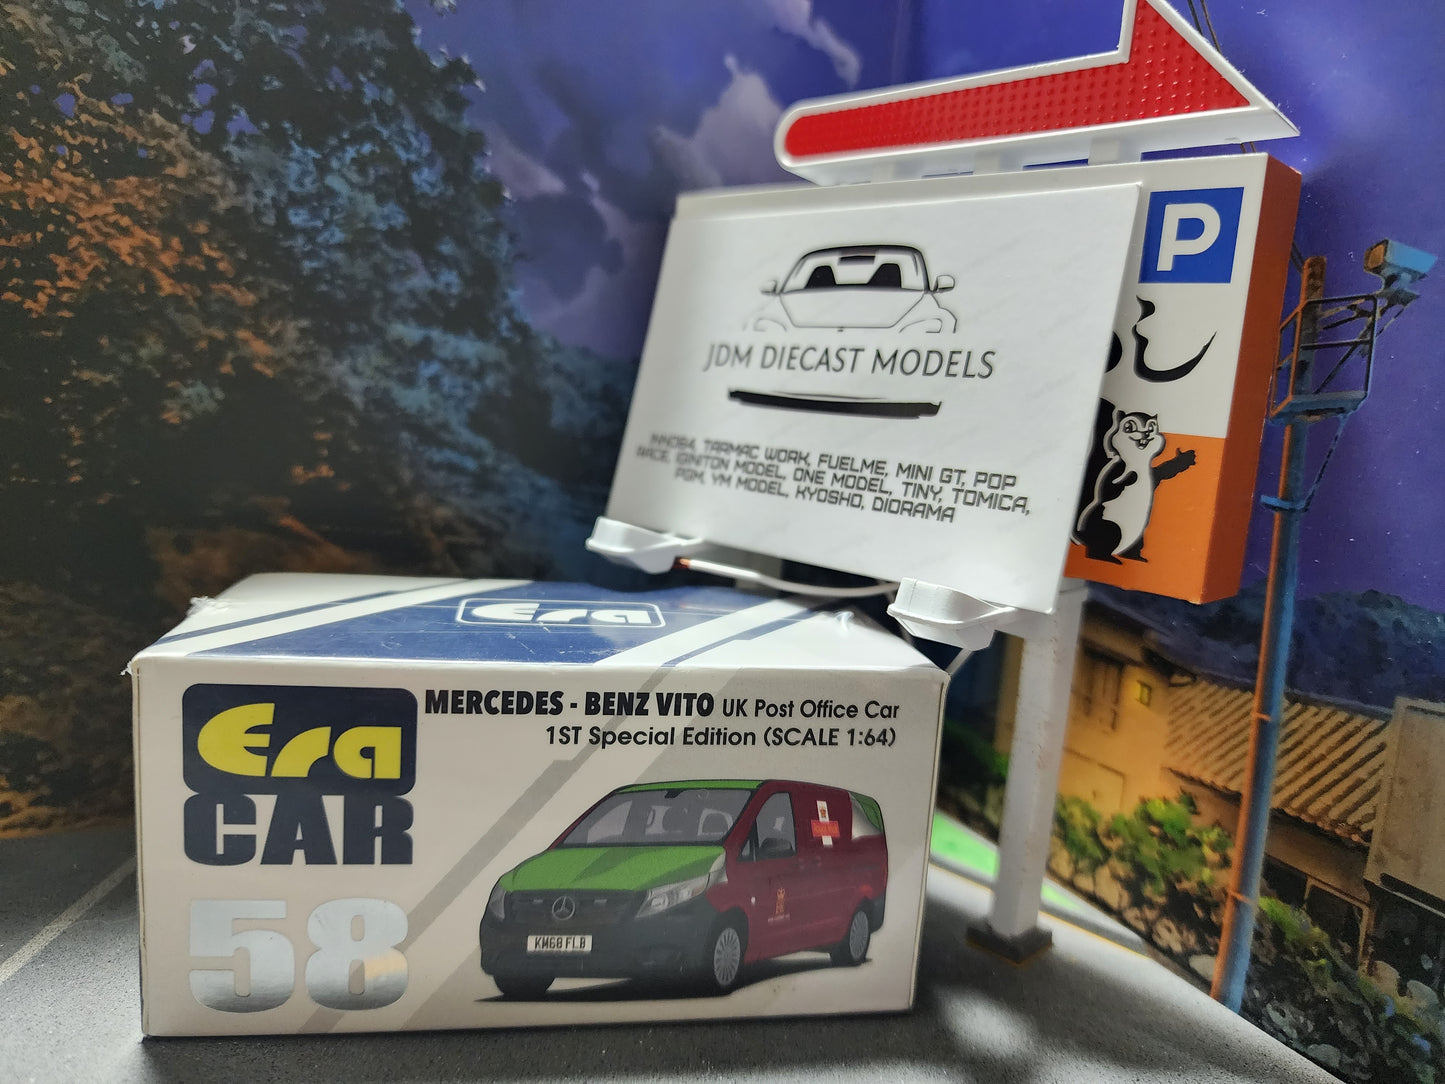 P
し
JDM DIECAST MODELS
INNO64, TARMAC WORK, FUELME, MINI GT, POP
RACE, IGINITON MODEL, ONE MODEL, TINY, TOMICA,
PGM, YM MODEL, KYOSHO, DIORAMA
Era
Era
CAR
58
MERCEDES - BENZ VITO UK Post Office Car
1ST Special Edition (SCALE 1:64)
KM68 FLB